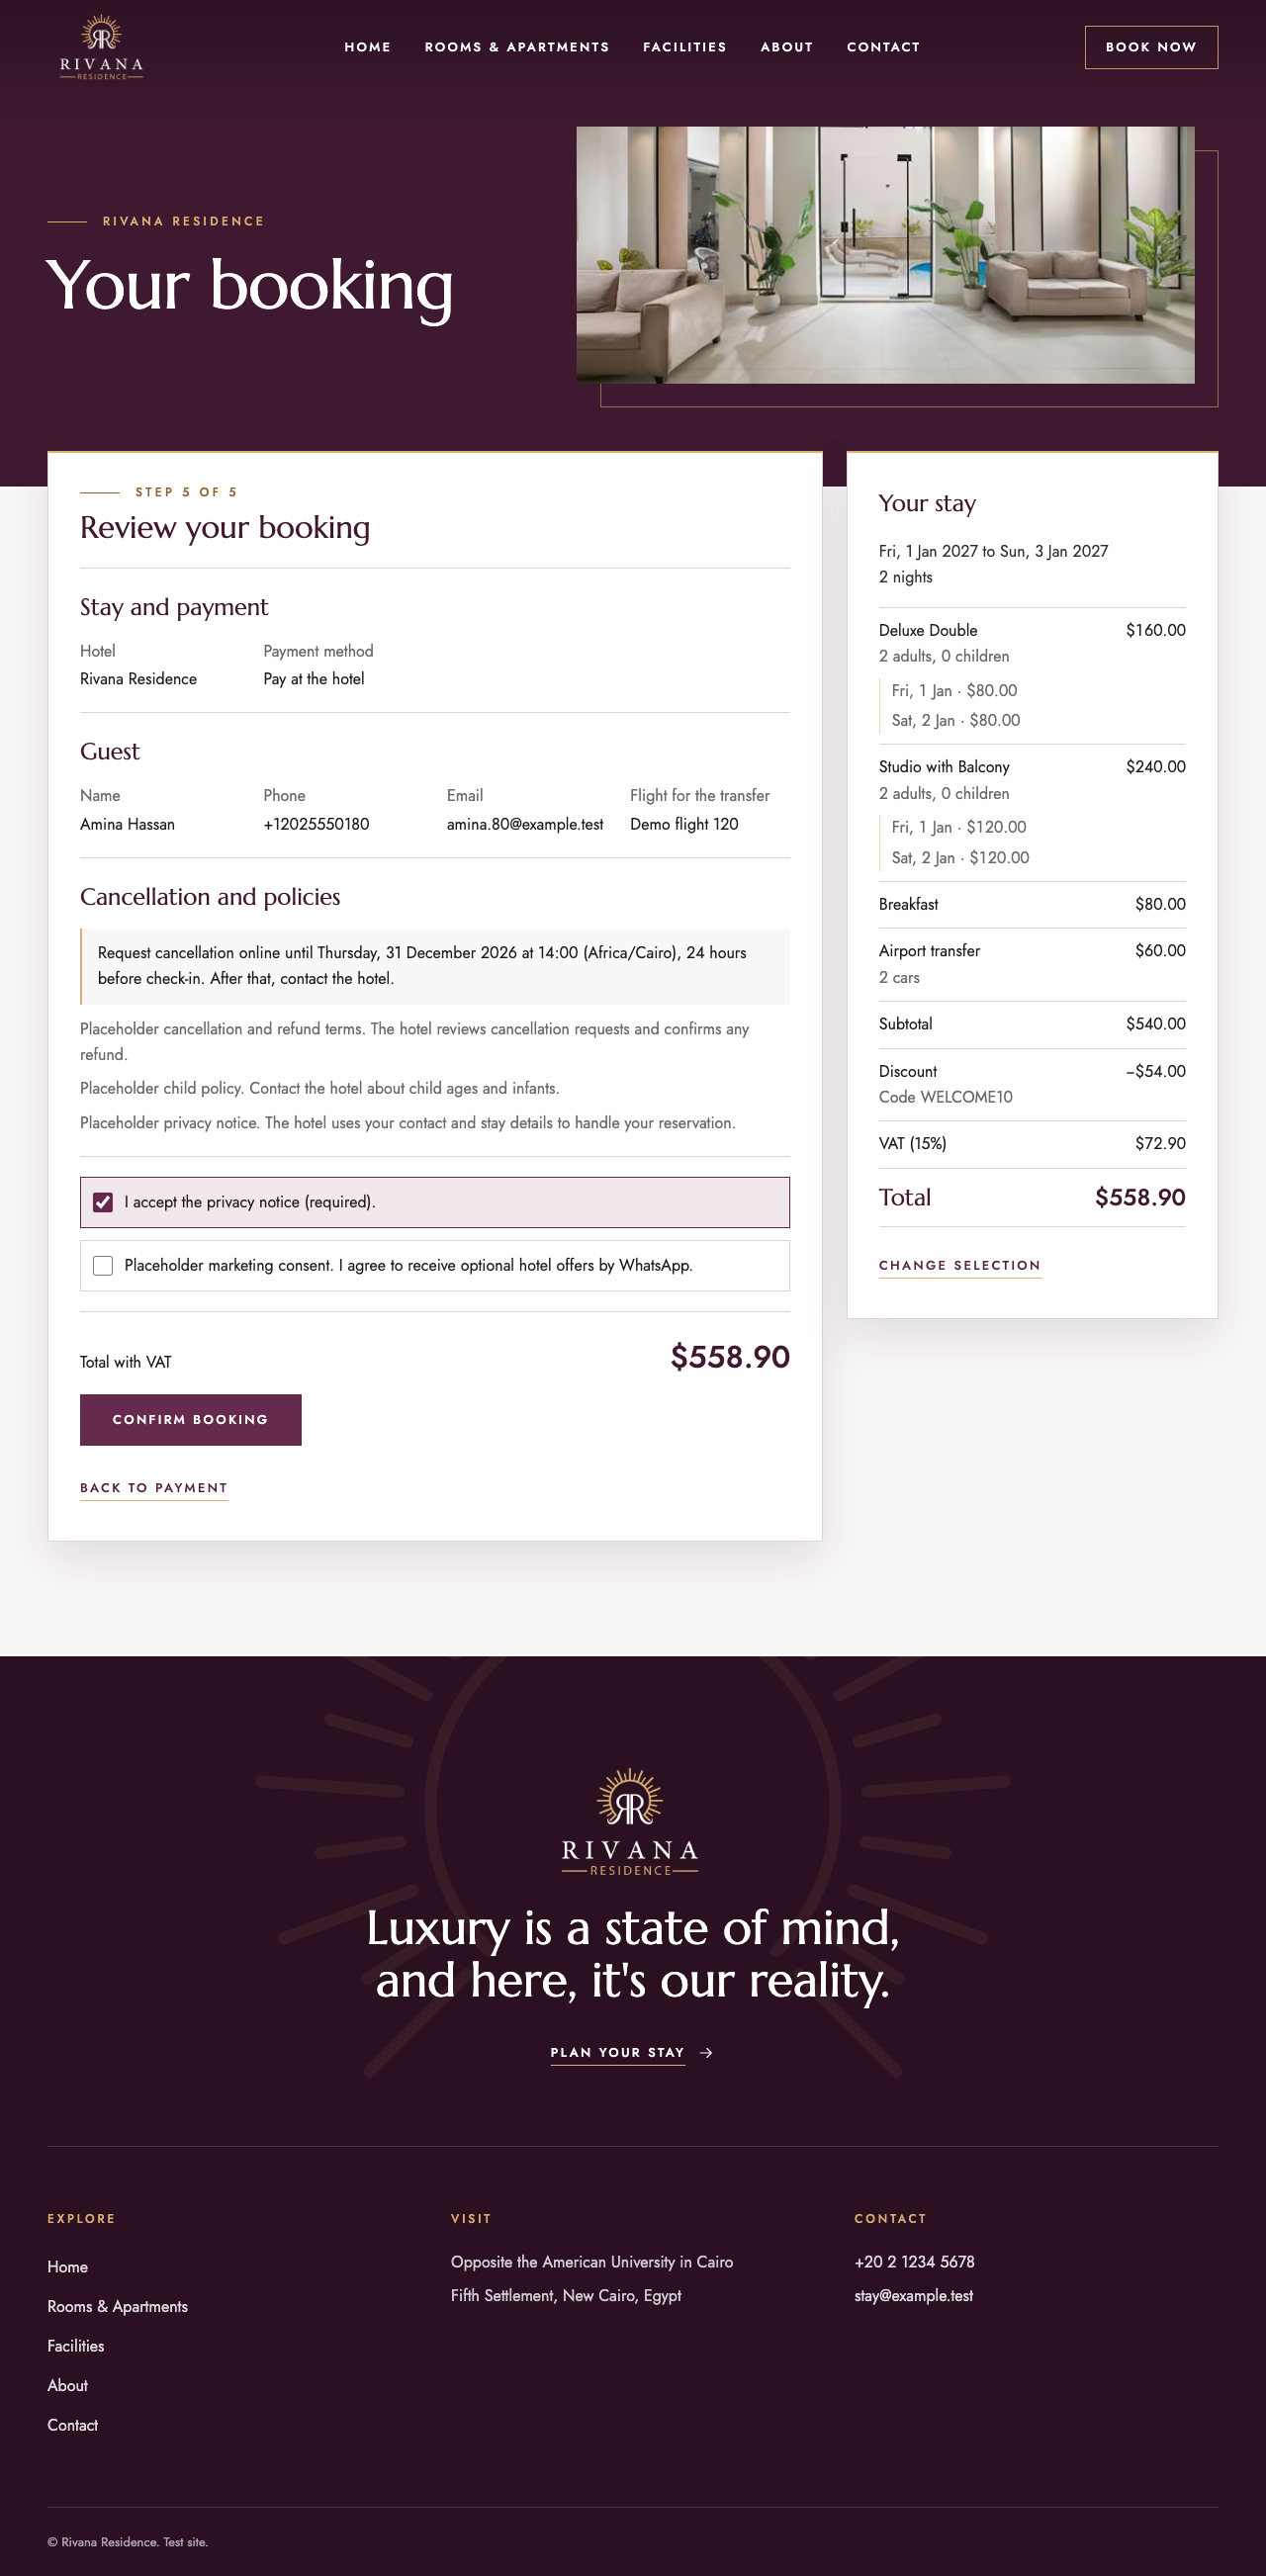 RIVANA
RESIDENCE
HOME
ROOMS & APARTMENTS
FACILITIES
ABOUT
CONTACT
BOOK NOW
RIVANA RESIDENCE
Your booking
STEP 5 OF 5
Review your booking
Stay and payment
Hotel
Rivana Residence
Payment method
Pay at the hotel
Guest
Name
Amina Hassan
Phone
+12025550180
Email
amina.80@example.test
Flight for the transfer
Demo flight 120
Cancellation and policies
Request cancellation online until Thursday, 31 December 2026 at 14:00 (Africa/Cairo), 24 hours
before check-in. After that, contact the hotel.
Placeholder cancellation and refund terms. The hotel reviews cancellation requests and confirms any
refund.
Placeholder child policy. Contact the hotel about child ages and infants.
Placeholder privacy notice. The hotel uses your contact and stay details to handle your reservation.
I accept the privacy notice (required).
Placeholder marketing consent. I agree to receive optional hotel offers by WhatsApp.
Total with VAT $558.90
CONFIRM BOOKING
BACK TO PAYMENT
Your stay
Fri, 1 Jan 2027 to Sun, 3 Jan 2027
2 nights
Deluxe Double $160.00
2 adults, 0 children
Fri, 1 Jan · $80.00
Sat, 2 Jan · $80.00
Studio with Balcony $240.00
2 adults, 0 children
Fri, 1 Jan · $120.00
Sat, 2 Jan · $120.00
Breakfast $80.00
Airport transfer $60.00
2 cars
Subtotal $540.00
Discount −$54.00
Code WELCOME10
VAT (15%) $72.90
Total $558.90
CHANGE SELECTION
RIVANA
RESIDENCE
Luxury is a state of mind,
and here, it's our reality.
PLAN YOUR STAY →
EXPLORE
Home
Rooms & Apartments
Facilities
About
Contact
VISIT
Opposite the American University in Cairo
Fifth Settlement, New Cairo, Egypt
CONTACT
+20 2 1234 5678
stay@example.test
© Rivana Residence. Test site.